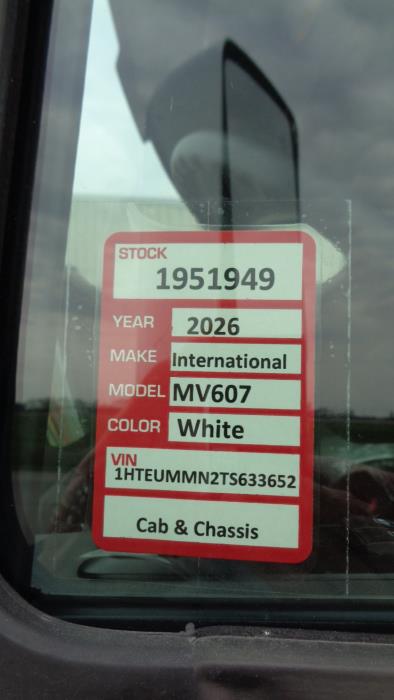 STOCK
1951949
YEAR 2026
MAKE International
MODEL MV607
COLOR White
VIN
1HTEUMMN2TS633652
Cab & Chassis